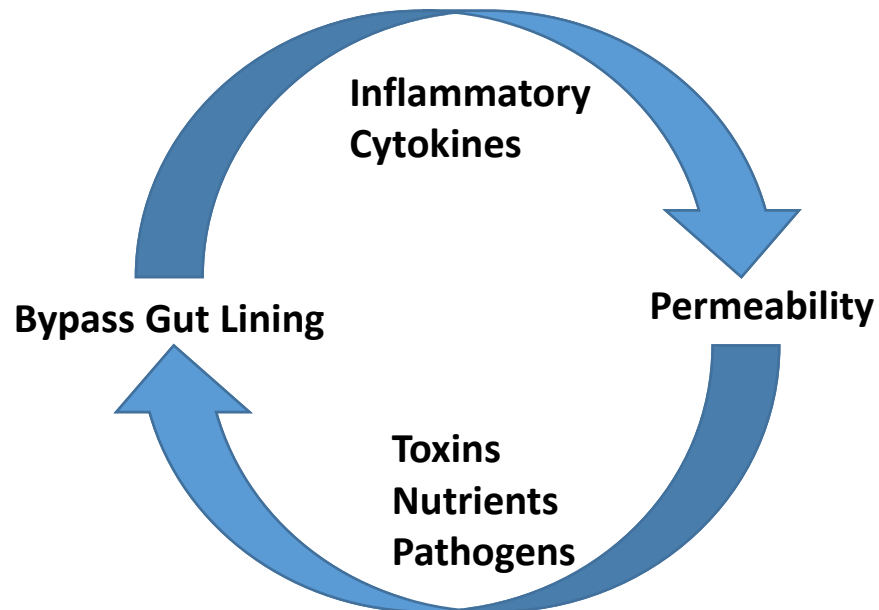 Inflammatory
Cytokines
Permeability
Bypass Gut Lining
Toxins
Nutrients
Pathogens